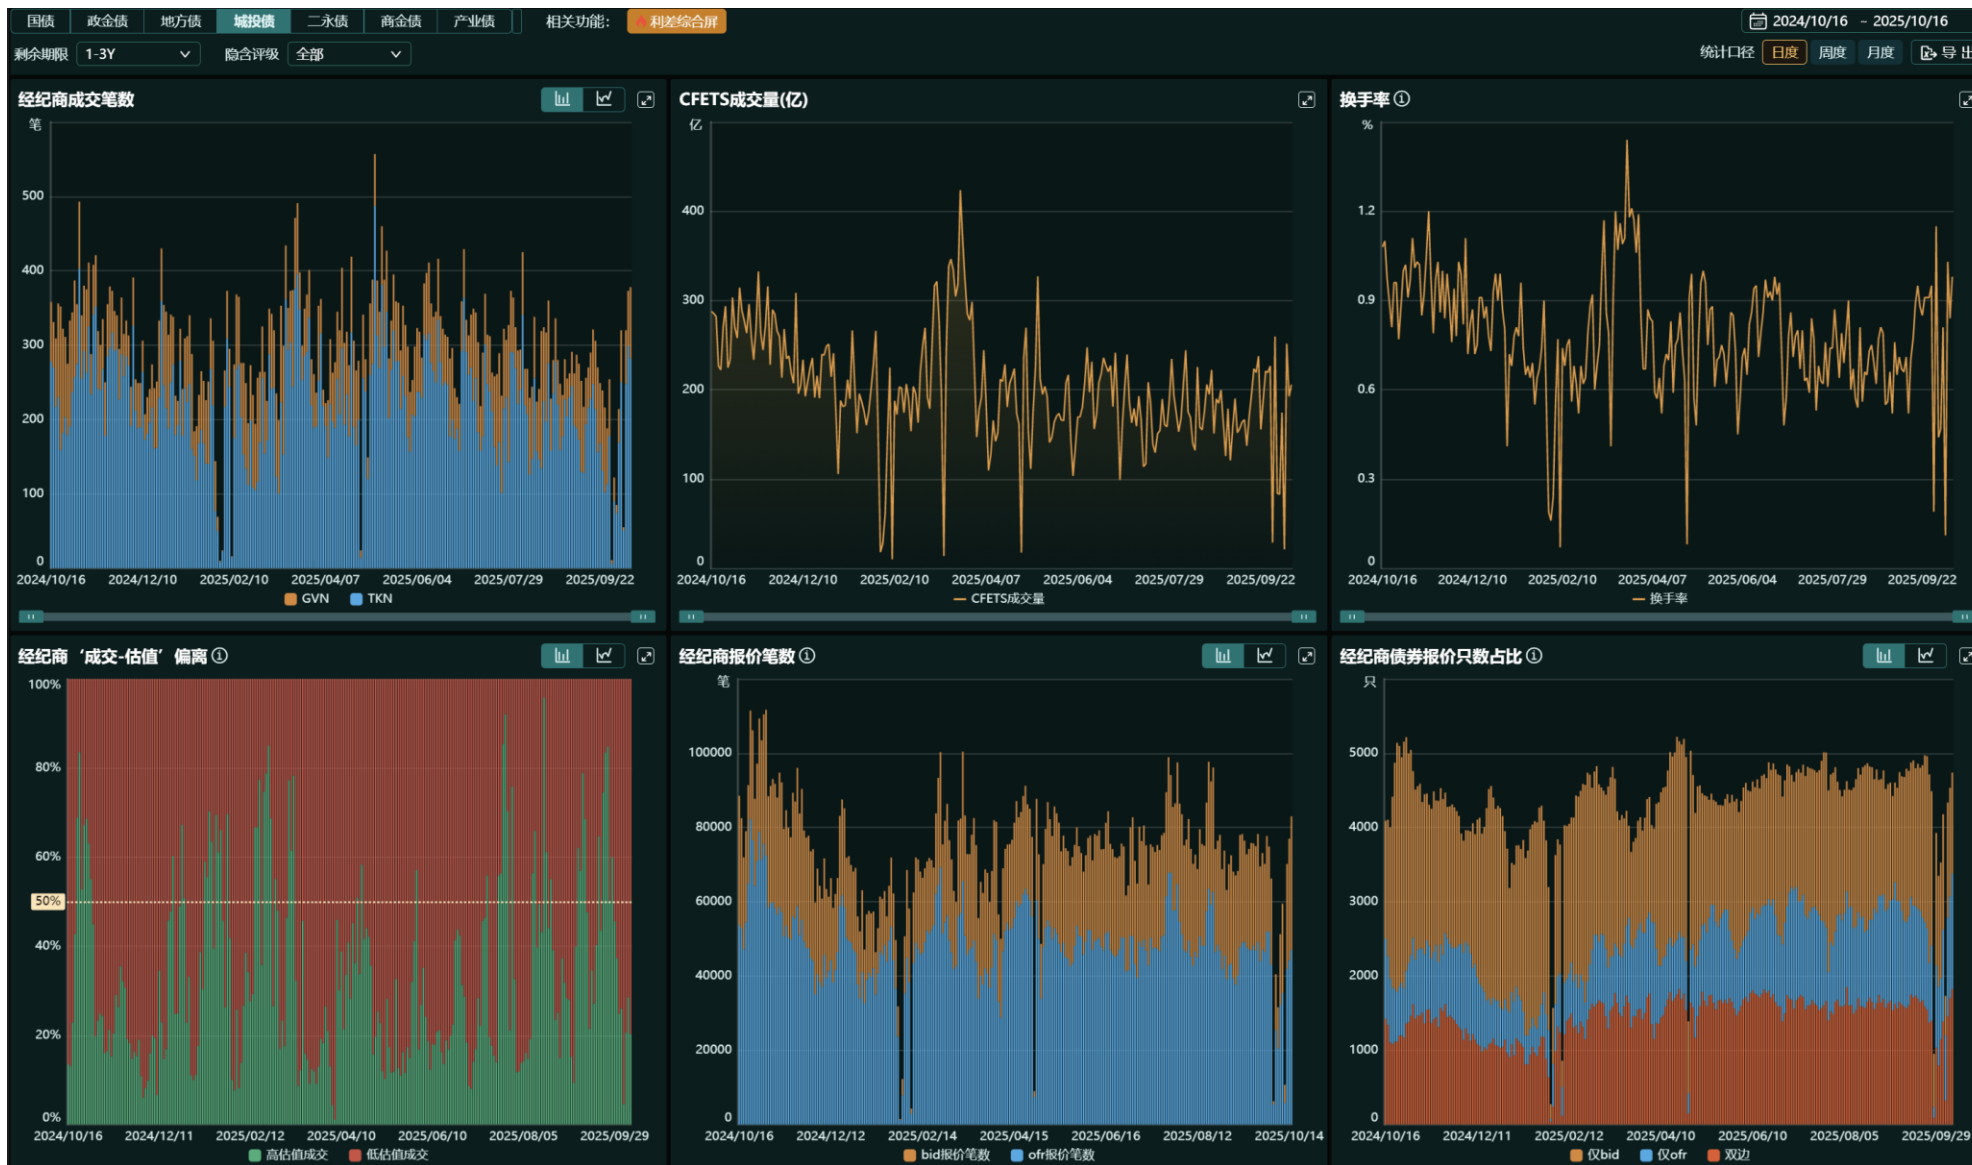 国债 政金债 地方债 城投债 二永债 商金债 产业债 相关功能: 利差综合屏 2024/10/16 ~ 2025/10/16
剩余期限 1-3Y 隐含评级 全部 统计口径 日度 周度 月度 导出
经纪商成交笔数
笔
500
400
300
200
100
0
2024/10/16 2024/12/10 2025/02/10 2025/04/07 2025/06/04 2025/07/29 2025/09/22
GVN TKN
CFETS成交量(亿)
亿
400
300
200
100
0
2024/10/16 2024/12/10 2025/02/10 2025/04/07 2025/06/04 2025/07/29 2025/09/22
CFETS成交量
换手率
%
1.2
0.9
0.6
0.3
0
2024/10/16 2024/12/10 2025/02/10 2025/04/07 2025/06/04 2025/07/29 2025/09/22
换手率
经纪商‘成交-估值’偏离
100%
80%
60%
50%
40%
20%
0%
2024/10/16 2024/12/11 2025/02/12 2025/04/10 2025/06/10 2025/08/05 2025/09/29
高估值成交 低估值成交
经纪商报价笔数
笔
100000
80000
60000
40000
20000
0
2024/10/16 2024/12/12 2025/02/14 2025/04/15 2025/06/16 2025/08/12 2025/10/14
bid报价笔数 ofr报价笔数
经纪商债券报价只数占比
只
5000
4000
3000
2000
1000
0
2024/10/16 2024/12/11 2025/02/12 2025/04/10 2025/06/10 2025/08/05 2025/09/29
仅bid 仅ofr 双边